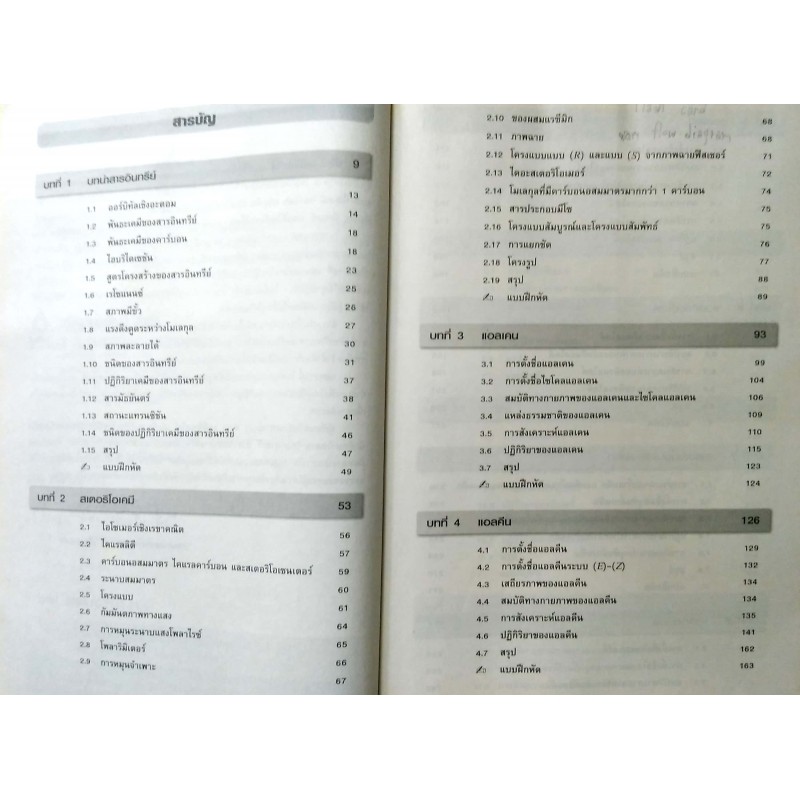 สารบัญ
บทที่ 1 บทนำสารอินทรีย์ 9
1.1 ออร์บิทัลเชิงอะตอม 13
1.2 พันธะเคมีของสารอินทรีย์ 14
1.3 พันธะเคมีของคาร์บอน 18
1.4 ไฮบริไดเซชัน 18
1.5 สูตรโครงสร้างของสารอินทรีย์ 23
1.6 เรโซแนนซ์ 25
1.7 สภาพมีขั้ว 26
1.8 แรงดึงดูดระหว่างโมเลกุล 27
1.9 สภาพละลายได้ 30
1.10 ชนิดของสารอินทรีย์ 31
1.11 ปฏิกิริยาเคมีของสารอินทรีย์ 37
1.12 สารมัธยันตร์ 38
1.13 สถานะแทรนซิชัน 41
1.14 ชนิดของปฏิกิริยาเคมีของสารอินทรีย์ 46
1.15 สรุป 47
แบบฝึกหัด 49
บทที่ 2 สเตอริโอเคมี 53
2.1 ไอโซเมอร์เชิงเรขาคณิต 56
2.2 ไคแรลลิตี 57
2.3 คาร์บอนอสมมาตร ไคแรลคาร์บอน และสเตอริโอเซนเตอร์ 59
2.4 ระนาบสมมาตร 60
2.5 โครงแบบ 61
2.6 กัมมันตภาพทางแสง 64
2.7 การหมุนระนาบแสงโพลาไรซ์ 65
2.8 โพลาริมิเตอร์ 66
2.9 การหมุนจำเพาะ 67
2.10 ของผสมแรซีมิก 68
flow diagram
2.11 ภาพฉาย 68
2.12 โครงแบบแบบ (R) และแบบ (S) จากภาพฉายฟิสเชอร์ 71
2.13 ไดอะสเตอริโอเมอร์ 72
2.14 โมเลกุลที่มีคาร์บอนอสมมาตรมากกว่า 1 คาร์บอน 74
2.15 สารประกอบมีโซ 75
2.16 โครงแบบสัมบูรณ์และโครงแบบสัมพัทธ์ 75
2.17 การแยกชัด 76
2.18 โครงรูป 77
2.19 สรุป 88
แบบฝึกหัด 89
บทที่ 3 แอลเคน 93
3.1 การตั้งชื่อแอลเคน 99
3.2 การตั้งชื่อไซโคลแอลเคน 104
3.3 สมบัติทางกายภาพของแอลเคนและไซโคลแอลเคน 106
3.4 แหล่งธรรมชาติของแอลเคน 109
3.5 การสังเคราะห์แอลเคน 110
3.6 ปฏิกิริยาของแอลเคน 115
3.7 สรุป 123
แบบฝึกหัด 124
บทที่ 4 แอลคีน 126
4.1 การตั้งชื่อแอลคีน 129
4.2 การตั้งชื่อแอลคีนระบบ (E)-(Z) 132
4.3 เสถียรภาพของแอลคีน 134
4.4 สมบัติทางกายภาพของแอลคีน 134
4.5 การสังเคราะห์แอลคีน 135
4.6 ปฏิกิริยาของแอลคีน 141
4.7 สรุป 162
แบบฝึกหัด 163